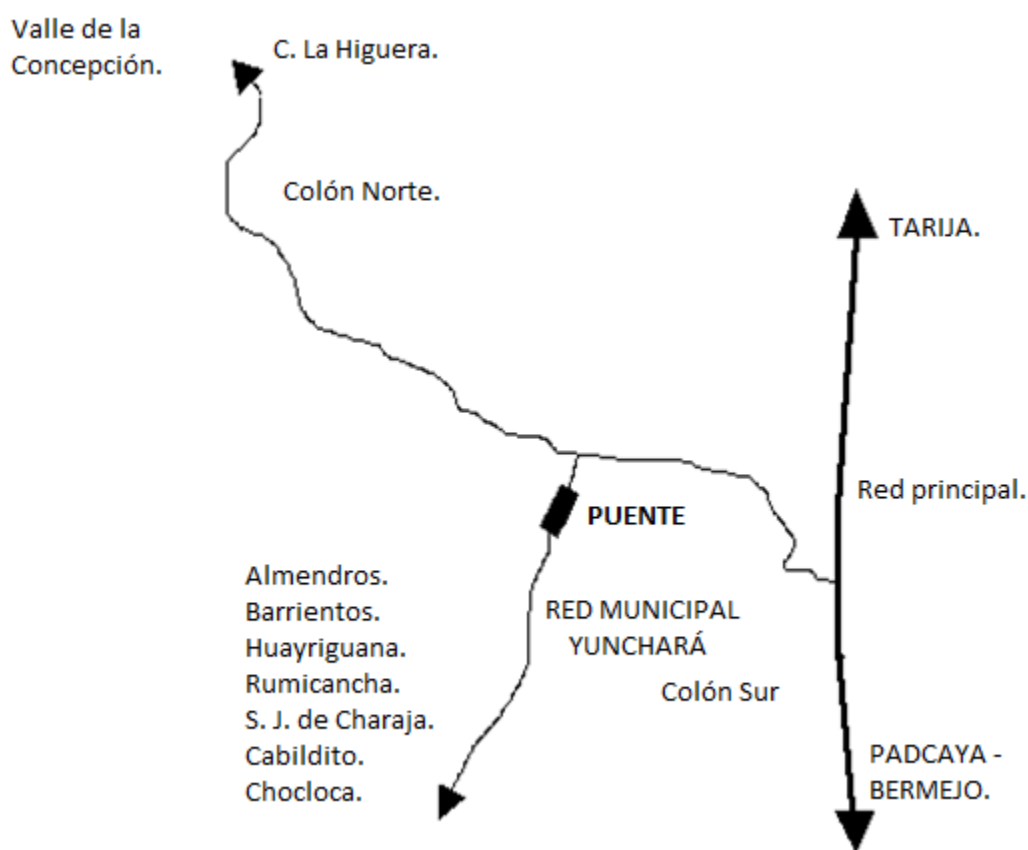 Valle de la
Concepción.
C. La Higuera.
Colón Norte.
TARIJA.
Red principal.
PUENTE
Almendros.
Barrientos.
Huayriguana.
Rumicancha.
S. J. de Charaja.
Cabildito.
Chocloca.
RED MUNICIPAL
YUNCHARÁ
Colón Sur
PADCAYA -
BERMEJO.